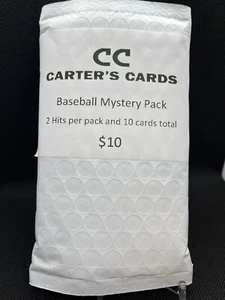 CC
CARTER'S CARDS
Baseball Mystery Pack
2 Hits per pack and 10 cards total
$10